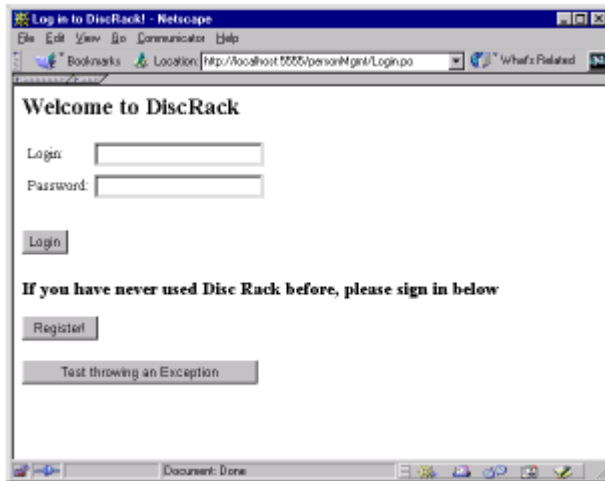 Log in to DiscRack! - Netscape
File Edit View Go Communicator Help
Bookmarks Location: http://localhost:5555/personMgmt/Login.po What's Related
Welcome to DiscRack
Login:
Password:
Login
If you have never used Disc Rack before, please sign in below
Register!
Test throwing an Exception
Document: Done